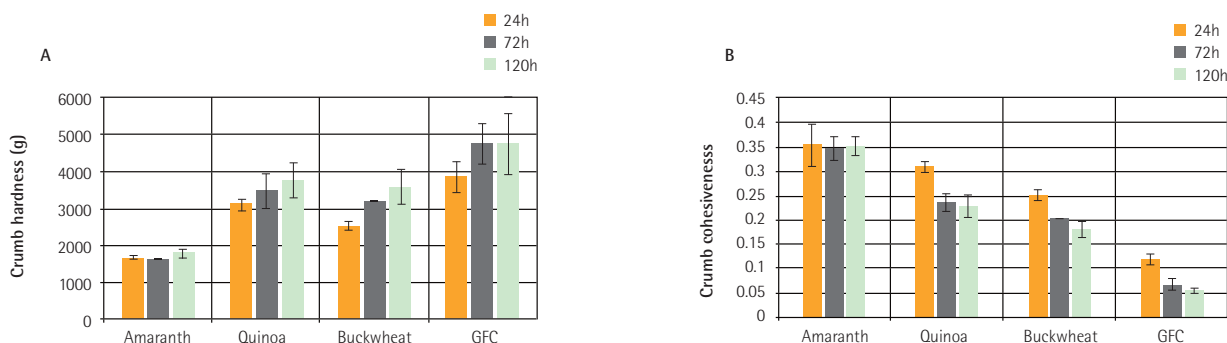 A
24h
72h
120h
Crumb hardness (g)
6000
5000
4000
3000
2000
1000
0
Amaranth
Quinoa
Buckwheat
GFC
B
24h
72h
120h
Crumb cohesivenesss
0.45
0.4
0.35
0.3
0.25
0.2
0.15
0.1
0.05
0
Amaranth
Quinoa
Buckwheat
GFC